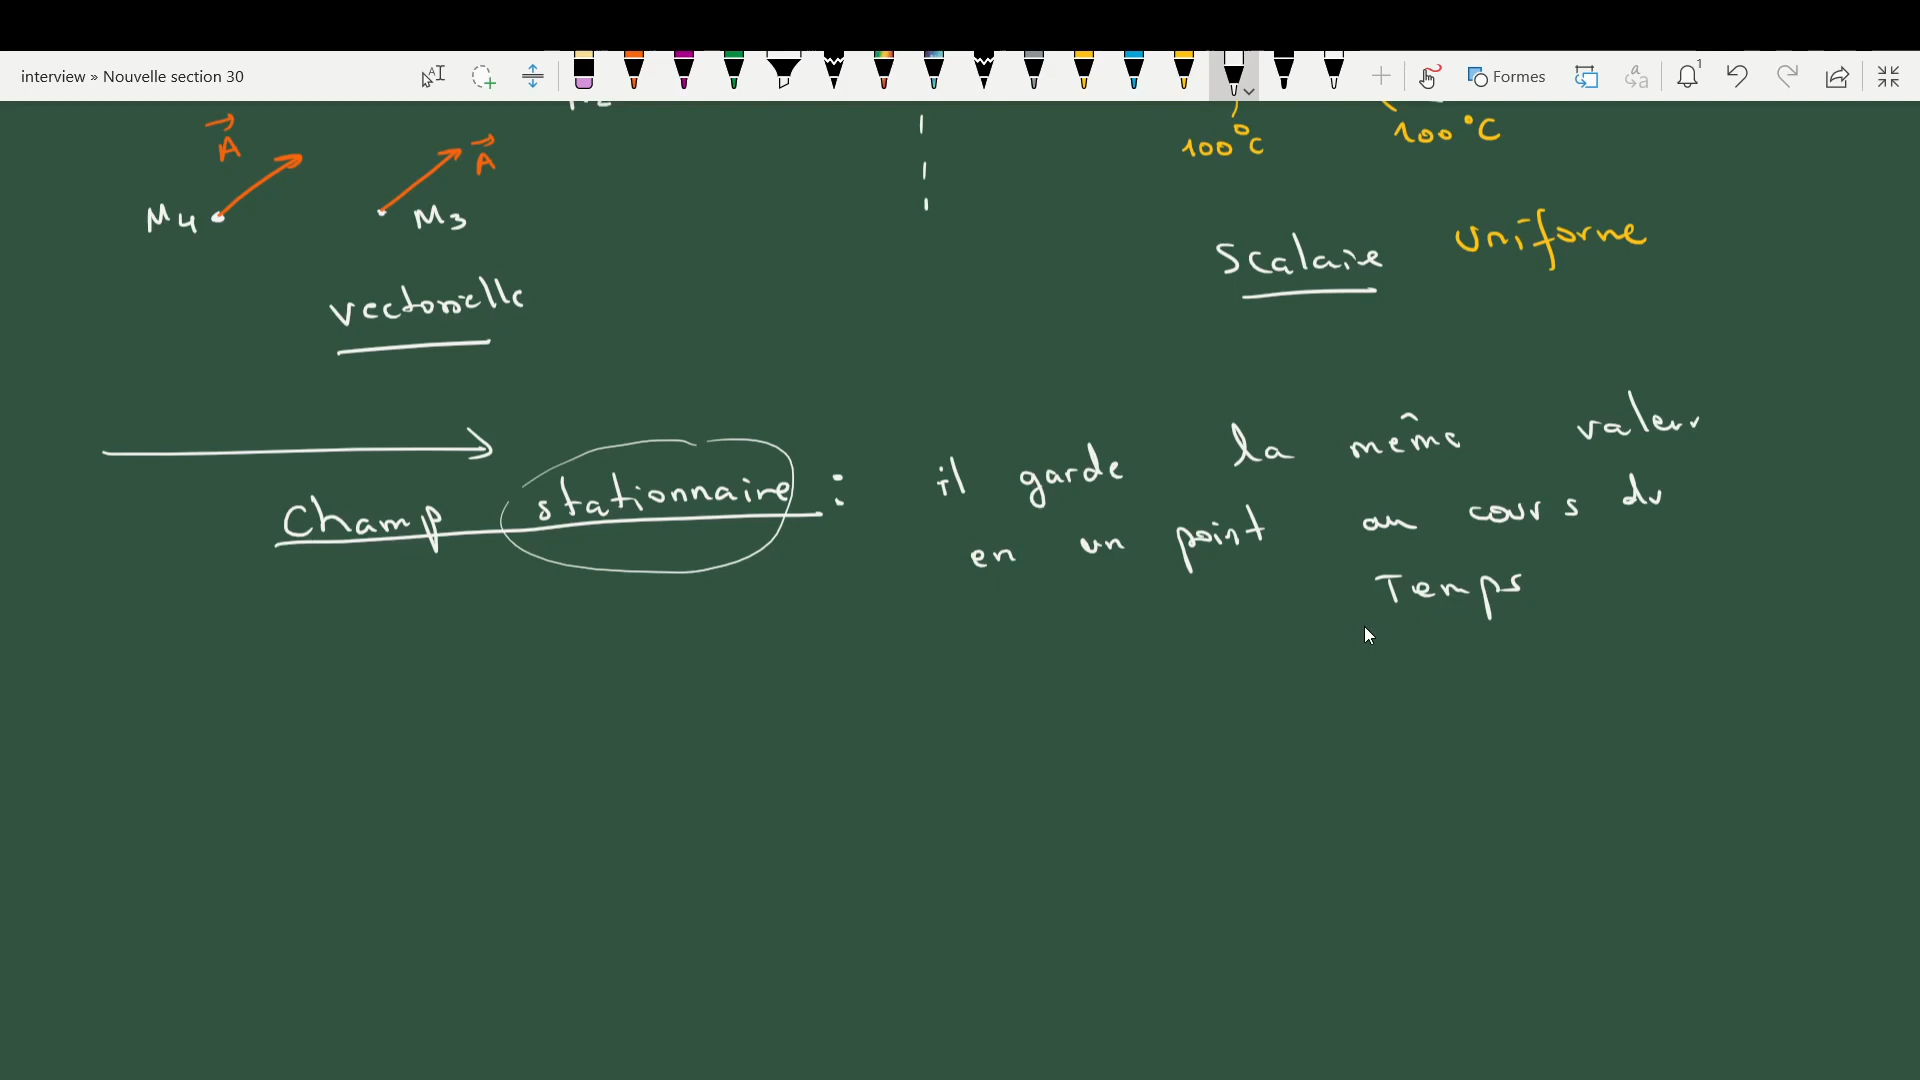 interview » Nouvelle section 30
Formes
1
A
A
M4
M3
100°C
100°C
vectorielle
Scalaire
uniforme
Champ stationnaire : il garde la même valeur
en un point au cours du
Temps